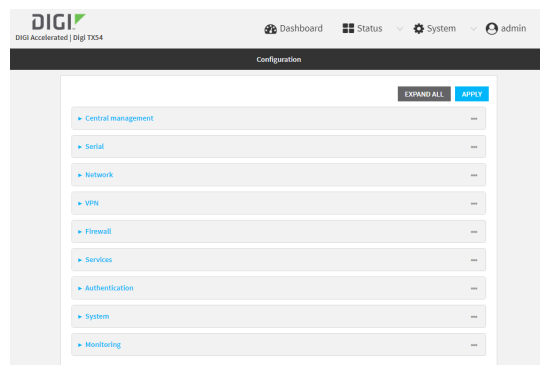 DIGI
DIGI Accelerated | Digi TX54
Dashboard Status System admin
Configuration
EXPAND ALL APPLY
Central management
Serial
Network
VPN
Firewall
Services
Authentication
System
Monitoring